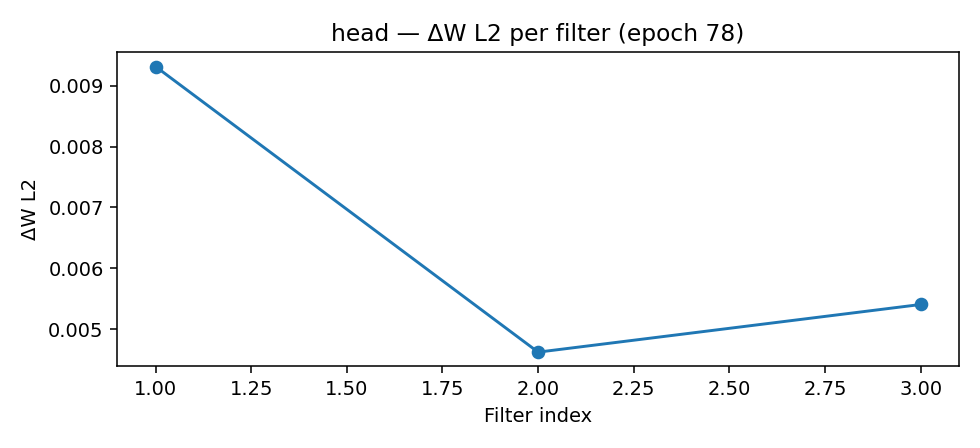 head — ΔW L2 per filter (epoch 78)
ΔW L2
0.009
0.008
0.007
0.006
0.005
1.00 1.25 1.50 1.75 2.00 2.25 2.50 2.75 3.00
Filter index